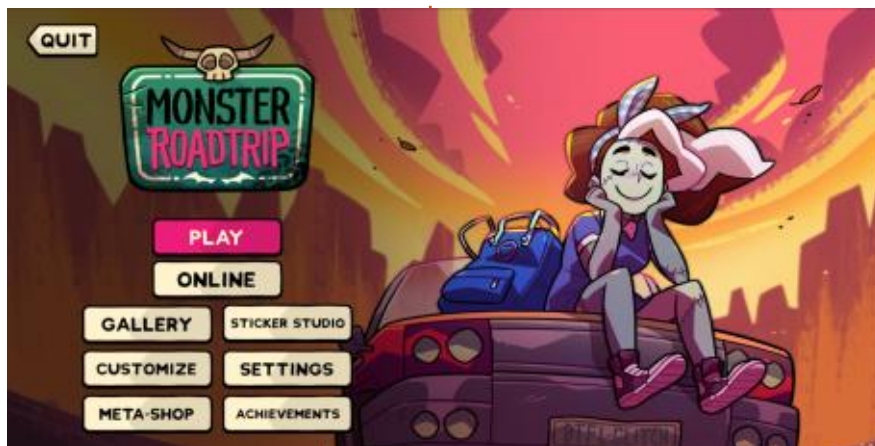 QUIT
MONSTER
ROADTRIP
PLAY
ONLINE
GALLERY
STICKER STUDIO
CUSTOMIZE
SETTINGS
META-SHOP
ACHIEVEMENTS